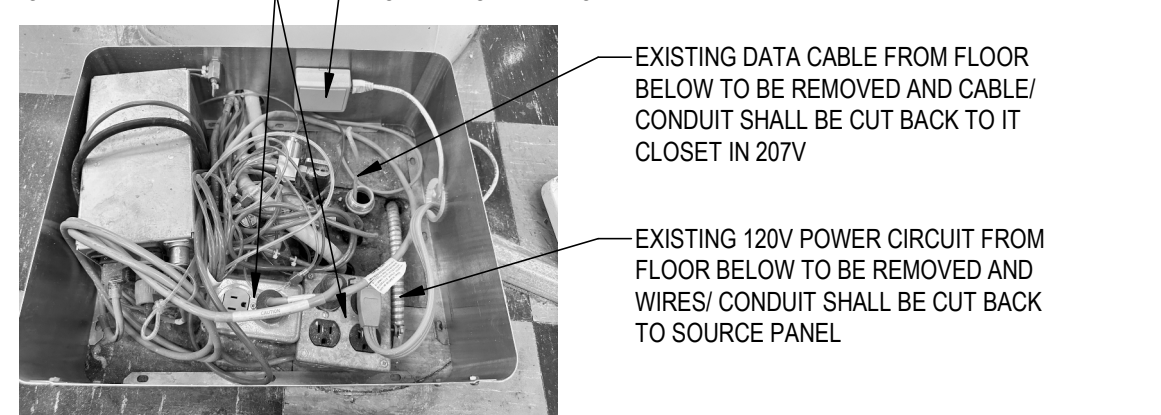 EXISTING DATA CABLE FROM FLOOR
BELOW TO BE REMOVED AND CABLE/
CONDUIT SHALL BE CUT BACK TO IT
CLOSET IN 207V
EXISTING 120V POWER CIRCUIT FROM
FLOOR BELOW TO BE REMOVED AND
WIRES/ CONDUIT SHALL BE CUT BACK
TO SOURCE PANEL